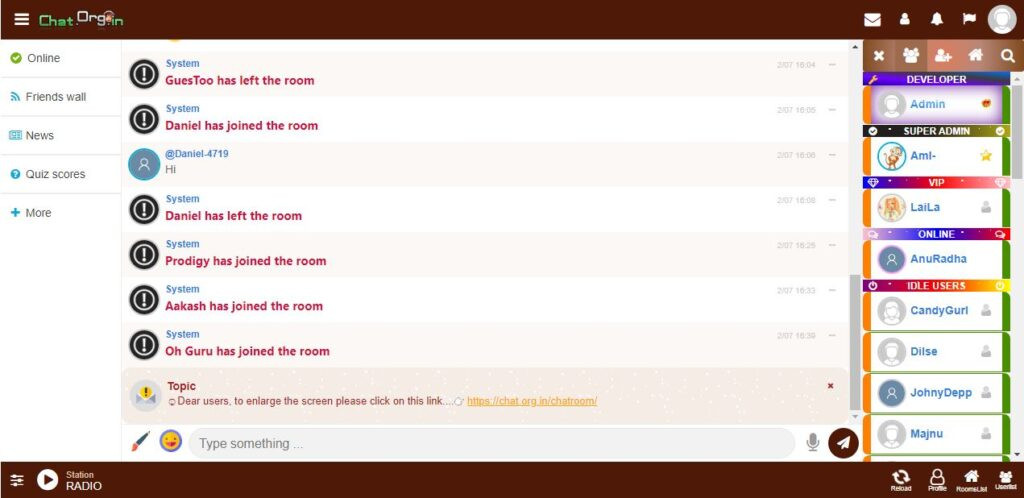 Chat.Org.in
Online
Friends wall
News
Quiz scores
More
System
GuesToo has left the room
2/07 16:04
System
Daniel has joined the room
2/07 16:05
@Daniel-4719
Hi
2/07 16:06
System
Daniel has left the room
2/07 16:08
System
Prodigy has joined the room
2/07 16:25
System
Aakash has joined the room
2/07 16:33
System
Oh Guru has joined the room
2/07 16:39
Topic
Dear users, to enlarge the screen please click on this link.... https://chat.org.in/chatroom/
Type something ...
DEVELOPER
Admin
SUPER ADMIN
AmI-
VIP
LaiLa
ONLINE
AnuRadha
IDLE USERS
CandyGurl
Dilse
JohnyDepp
Majnu
Station
RADIO
Reload
Profile
RoomsList
Userlist